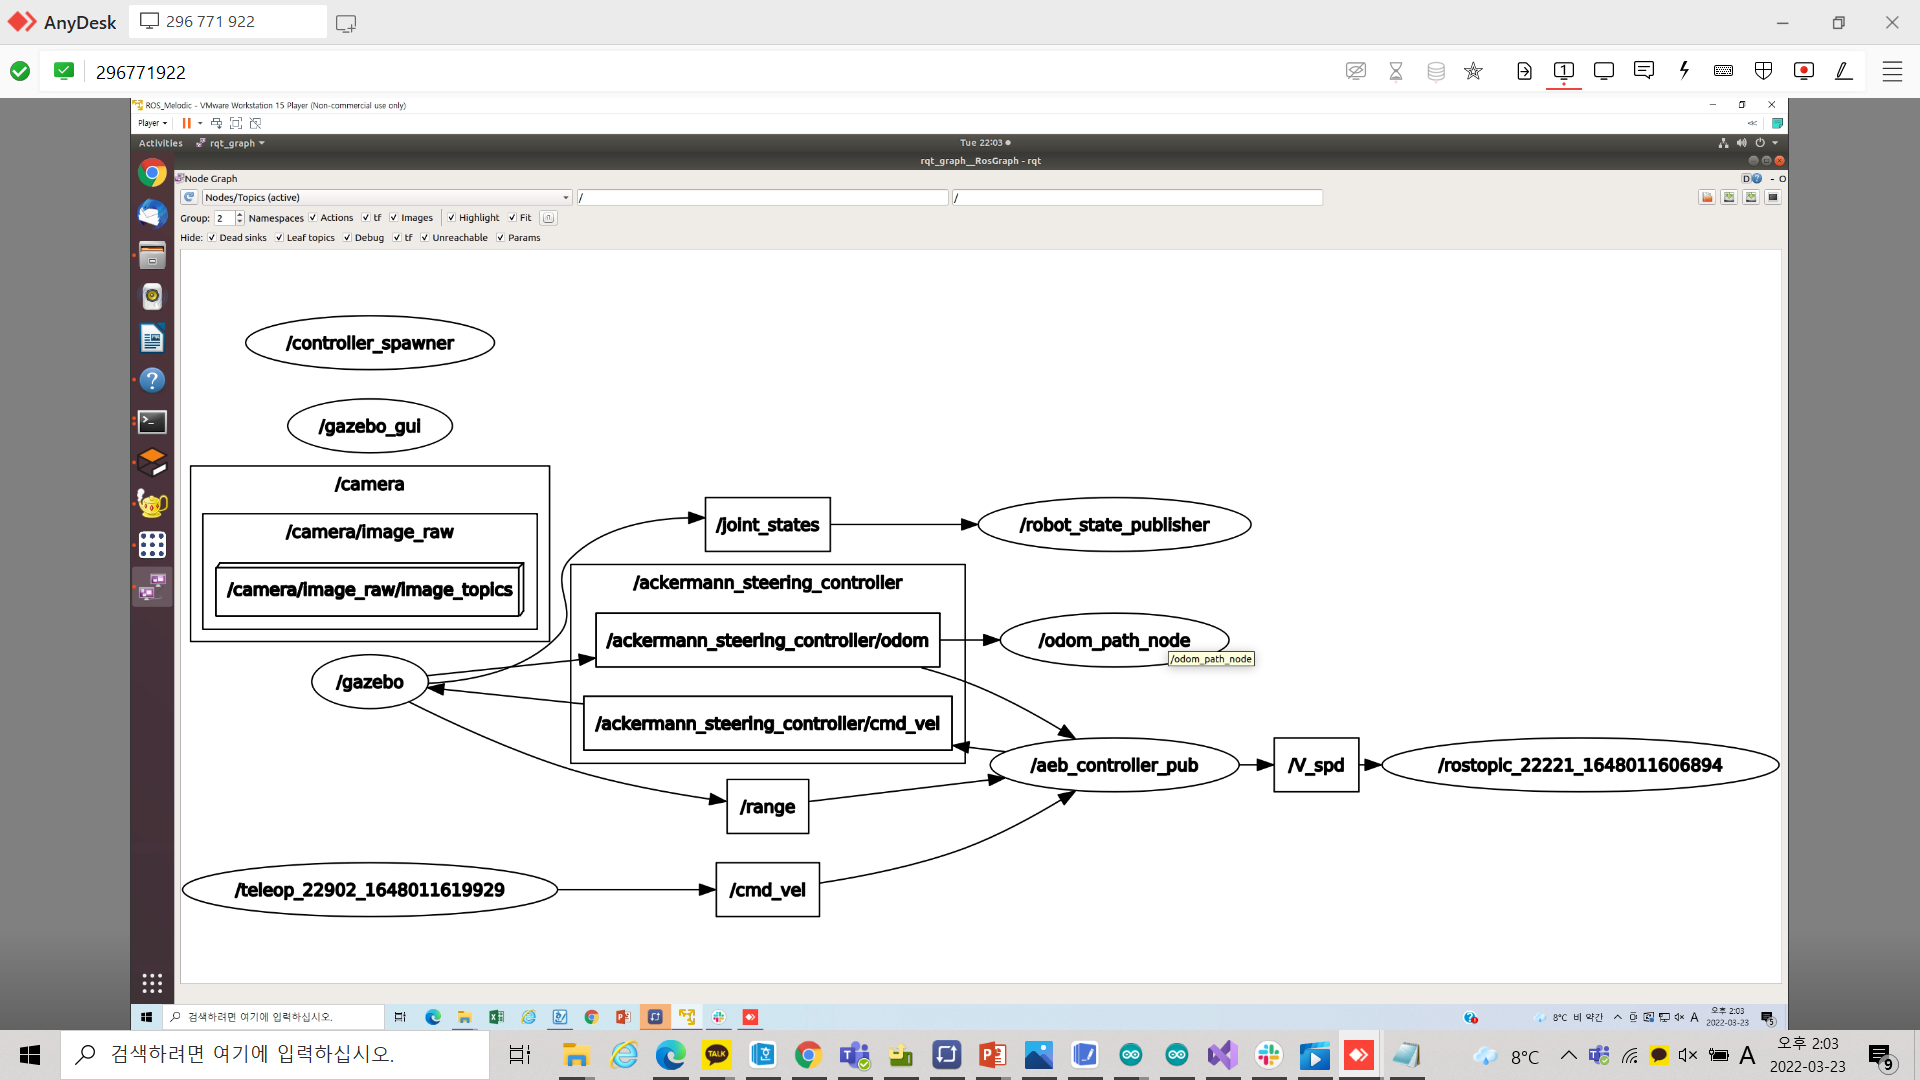 AnyDesk
296 771 922
296771922
1
ROS_Melodic - VMware Workstation 15 Player (Non-commercial use only)
Player
Activities
rqt_graph
Tue 22:03
rqt_graph__RosGraph - rqt
Node Graph
D
- O
Nodes/Topics (active)
/
/
Group: 2 Namespaces Actions tf Images Highlight Fit
Hide: Dead sinks Leaf topics Debug tf Unreachable Params
/controller_spawner
/gazebo_gui
/camera
/camera/image_raw
/camera/image_raw/image_topics
/joint_states
/robot_state_publisher
/ackermann_steering_controller
/ackermann_steering_controller/odom
/odom_path_node
/odom_path_node
/gazebo
/ackermann_steering_controller/cmd_vel
/aeb_controller_pub
/V_spd
/rostopic_22221_1648011606894
/range
/teleop_22902_1648011619929
/cmd_vel
검색하려면 여기에 입력하십시오.
8°C 비 약간
A
오후 2:03
2022-03-23
5
검색하려면 여기에 입력하십시오.
TALK
8°C
A
오후 2:03
2022-03-23
9